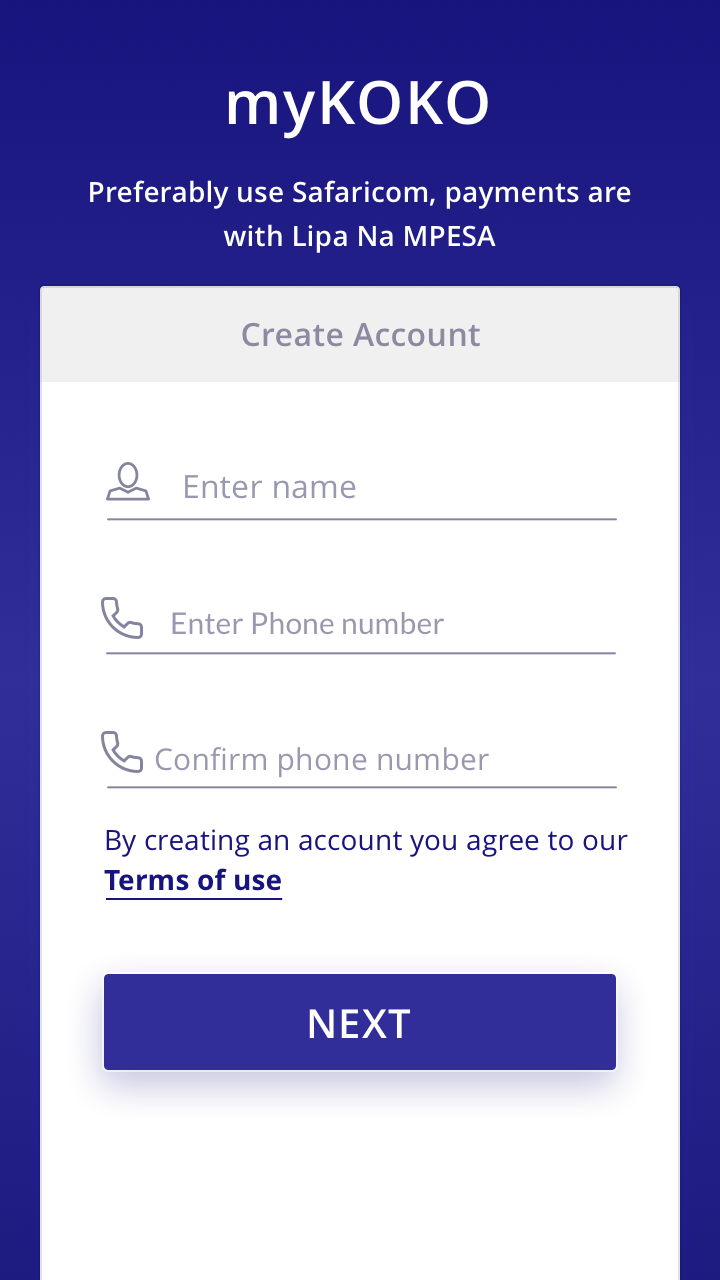 myKOKO
Preferably use Safaricom, payments are
with Lipa Na MPESA
Create Account
Enter name
Enter Phone number
Confirm phone number
By creating an account you agree to our
Terms of use
NEXT